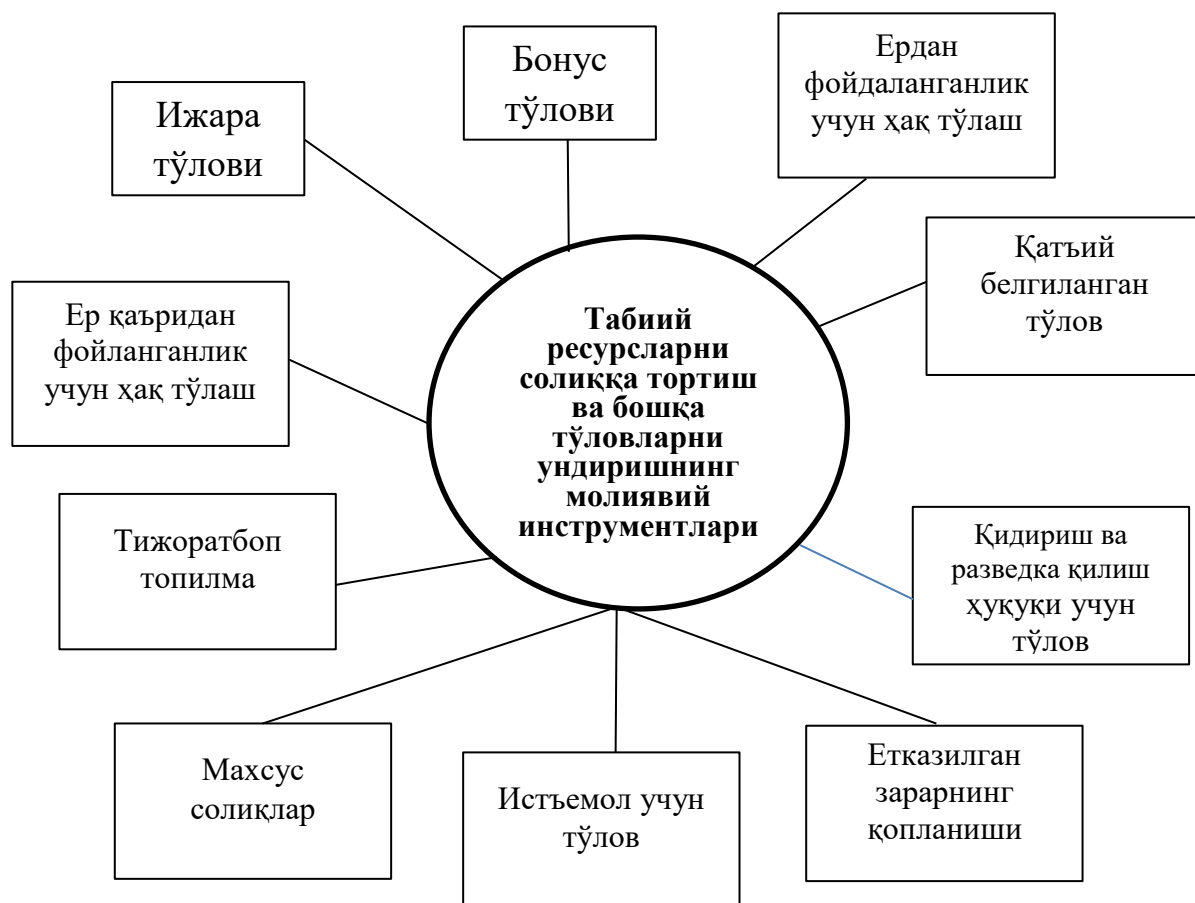 Бонус
тўлови
Ердан
фойдаланганлик
учун ҳақ тўлаш
Ижара
тўлови
Қатъий
белгиланган
тўлов
Ер қаъридан
фойланганлик
учун ҳақ тўлаш
Табиий
ресурсларни
солиққа тортиш
ва бошқа
тўловларни
ундиришнинг
молиявий
инструментлари
Тижоратбоп
топилма
Қидириш ва
разведка қилиш
ҳуқуқи учун
тўлов
Махсус
солиқлар
Истъемол учун
тўлов
Етказилган
зарарнинг
қопланиши